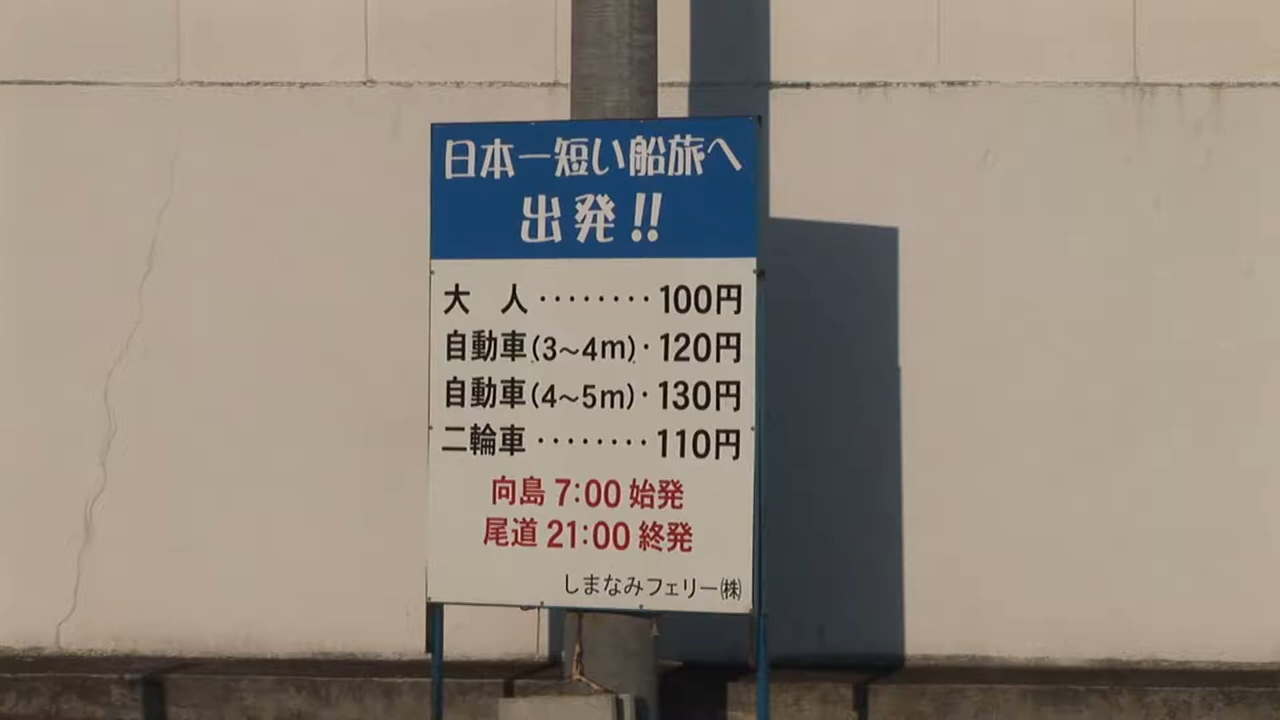 日本一短い船旅へ
出発!!
大　人········100円
自動車(3～4m)·120円
自動車(4～5m)·130円
二輪車········110円
向島 7:00 始発
尾道 21:00 終発
しまなみフェリー㈱